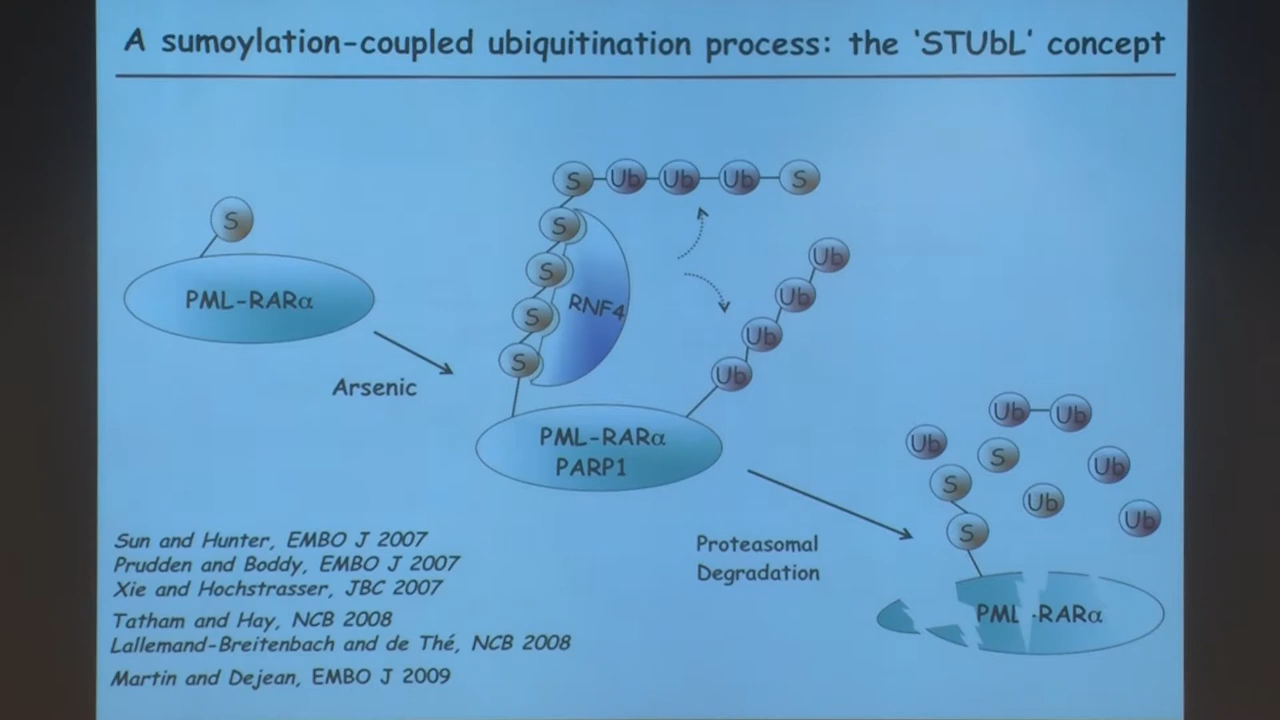 A sumoylation-coupled ubiquitination process: the 'STUbL' concept
S
PML-RARα
Arsenic
S Ub Ub Ub S
S
S
S
S
RNF4
Ub
Ub
Ub
Ub
PML-RARα
PARP1
Proteasomal
Degradation
Ub Ub
Ub
S
Ub
S
Ub
Ub
S
PML -RARα
Sun and Hunter, EMBO J 2007
Prudden and Boddy, EMBO J 2007
Xie and Hochstrasser, JBC 2007
Tatham and Hay, NCB 2008
Lallemand-Breitenbach and de Thé, NCB 2008
Martin and Dejean, EMBO J 2009